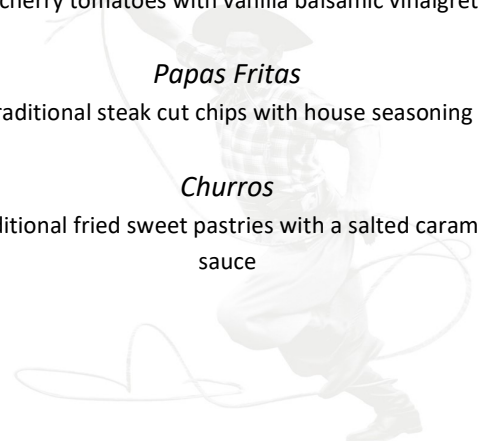 cherry tomatoes with vanilla balsamic vinaigret
Papas Fritas
raditional steak cut chips with house seasoning
Churros
ditional fried sweet pastries with a salted caram
sauce